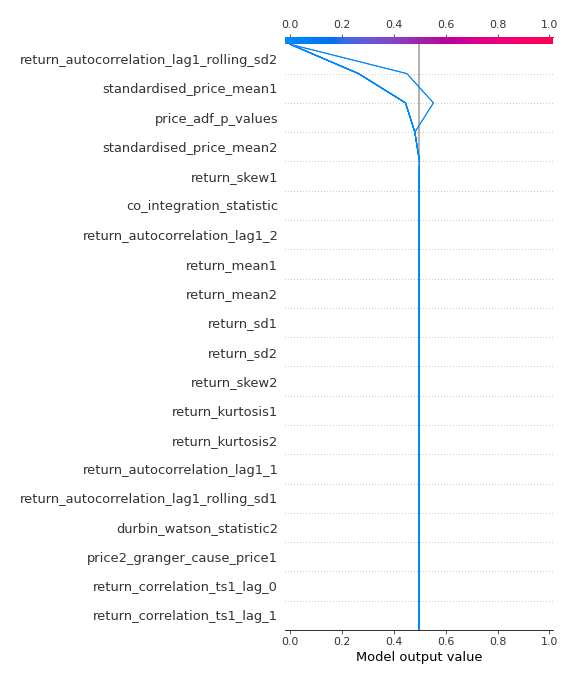 0.0 0.2 0.4 0.6 0.8 1.0
return_autocorrelation_lag1_rolling_sd2
standardised_price_mean1
price_adf_p_values
standardised_price_mean2
return_skew1
co_integration_statistic
return_autocorrelation_lag1_2
return_mean1
return_mean2
return_sd1
return_sd2
return_skew2
return_kurtosis1
return_kurtosis2
return_autocorrelation_lag1_1
return_autocorrelation_lag1_rolling_sd1
durbin_watson_statistic2
price2_granger_cause_price1
return_correlation_ts1_lag_0
return_correlation_ts1_lag_1
0.0 0.2 0.4 0.6 0.8 1.0
Model output value